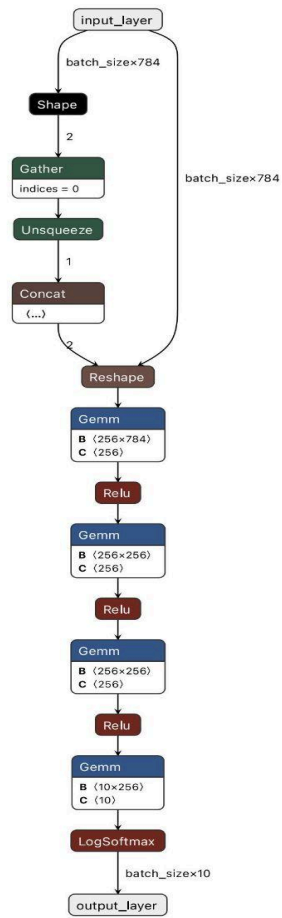 input_layer
batch_size×784
Shape
2
batch_size×784
Gather
indices = 0
Unsqueeze
1
Concat
⟨...⟩
2
Reshape
Gemm
B ⟨256×784⟩
C ⟨256⟩
Relu
Gemm
B ⟨256×256⟩
C ⟨256⟩
Relu
Gemm
B ⟨256×256⟩
C ⟨256⟩
Relu
Gemm
B ⟨10×256⟩
C ⟨10⟩
LogSoftmax
batch_size×10
output_layer